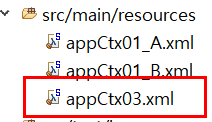 src/main/resources
appCtx01_A.xml
appCtx01_B.xml
appCtx03.xml